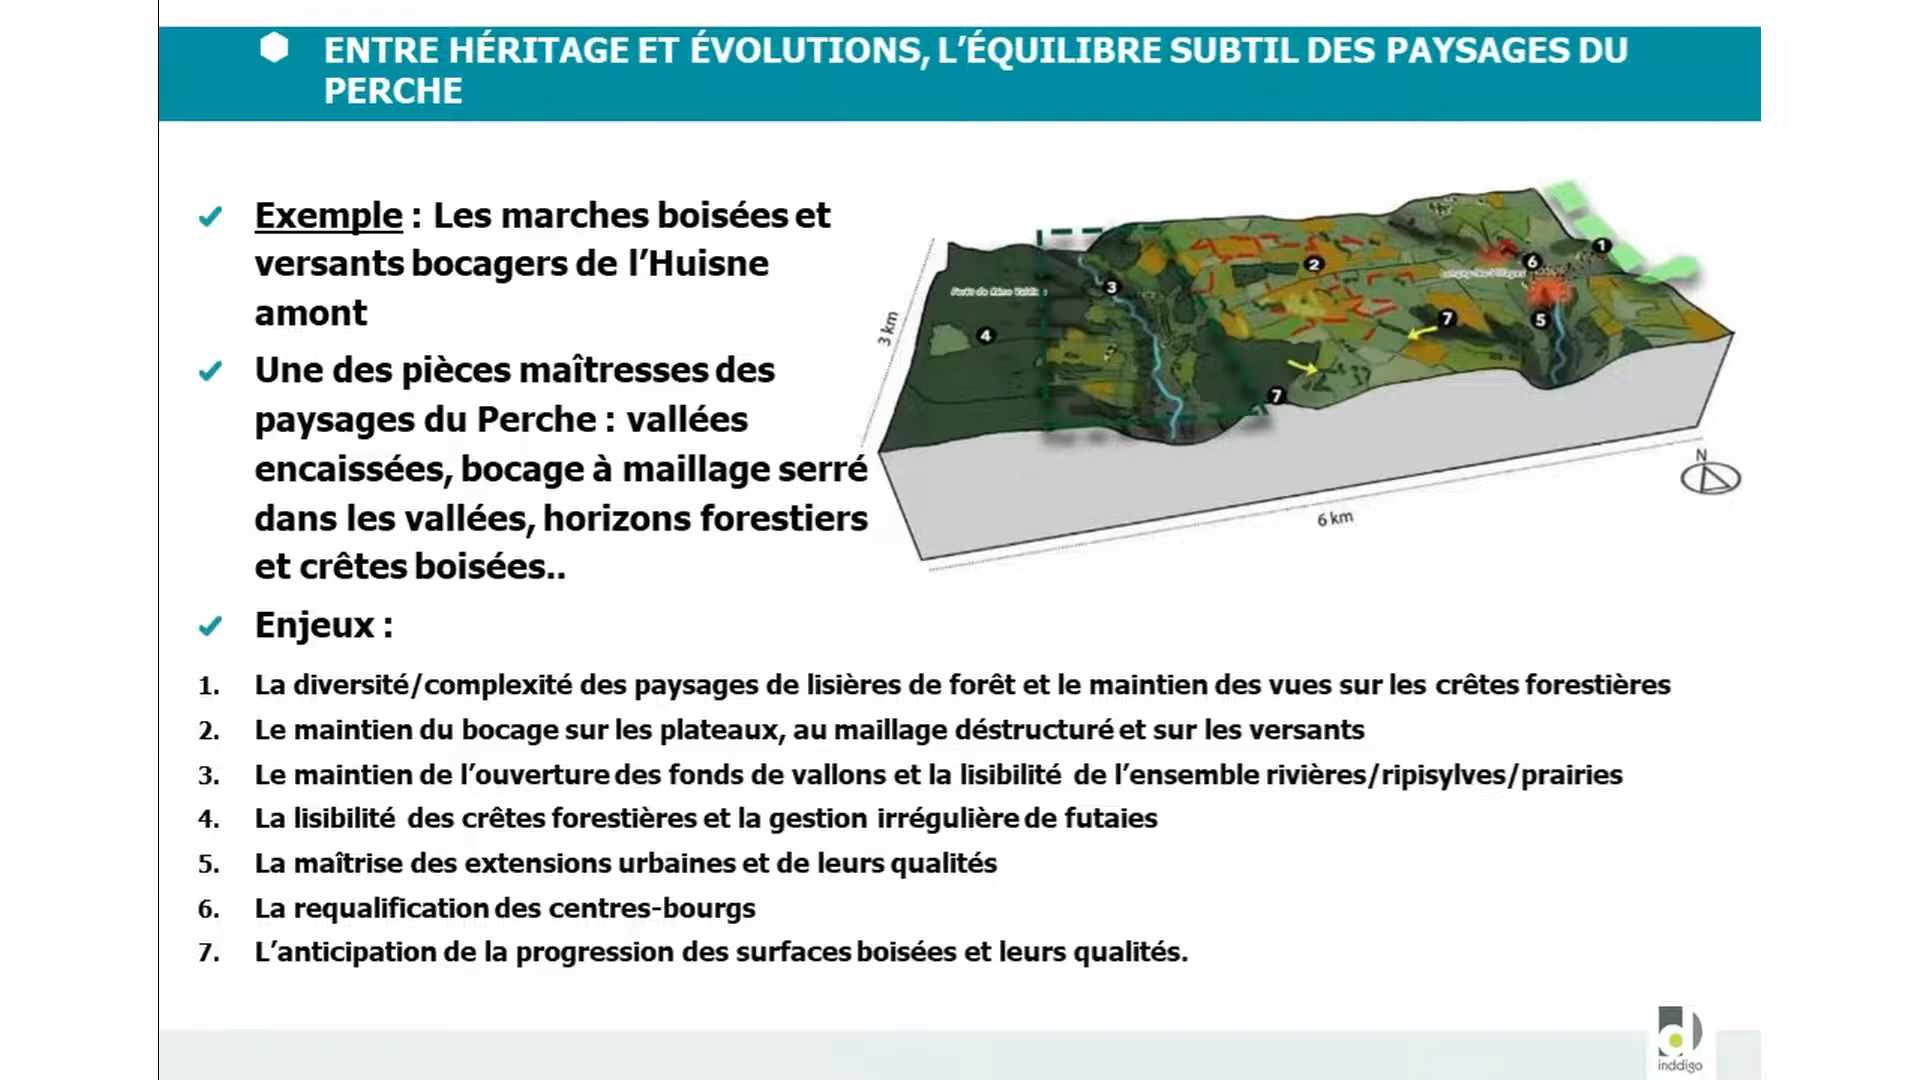 ENTRE HÉRITAGE ET ÉVOLUTIONS, L’ÉQUILIBRE SUBTIL DES PAYSAGES DU
PERCHE
Exemple : Les marches boisées et
versants bocagers de l’Huisne
amont
Une des pièces maîtresses des
paysages du Perche : vallées
encaissées, bocage à maillage serré
dans les vallées, horizons forestiers
et crêtes boisées..
1
2
6
3
Forêt de Réno Valdieu
5
7
4
7
3 km
6 km
N
Enjeux :
1. La diversité/complexité des paysages de lisières de forêt et le maintien des vues sur les crêtes forestières
2. Le maintien du bocage sur les plateaux, au maillage déstructuré et sur les versants
3. Le maintien de l’ouverture des fonds de vallons et la lisibilité de l’ensemble rivières/ripisylves/prairies
4. La lisibilité des crêtes forestières et la gestion irrégulière de futaies
5. La maîtrise des extensions urbaines et de leurs qualités
6. La requalification des centres-bourgs
7. L’anticipation de la progression des surfaces boisées et leurs qualités.
inddigo